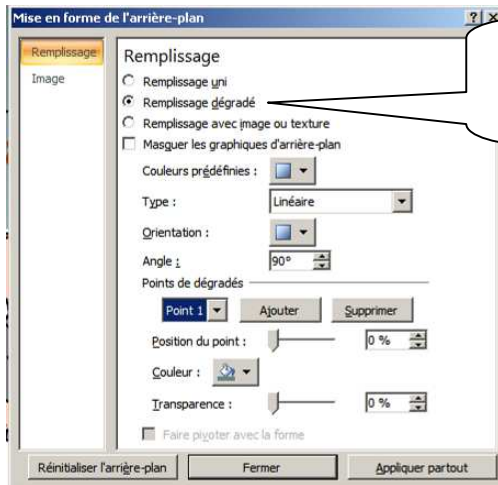 Mise en forme de l'arrière-plan
Remplissage
Image
Remplissage
Remplissage uni
Remplissage dégradé
Remplissage avec image ou texture
Masquer les graphiques d'arrière-plan
Couleurs prédéfinies :
Type : Linéaire
Orientation :
Angle : 90°
Points de dégradés
Point 1 Ajouter Supprimer
Position du point : 0 %
Couleur :
Transparence : 0 %
Faire pivoter avec la forme
Réinitialiser l'arrière-plan Fermer Appliquer partout